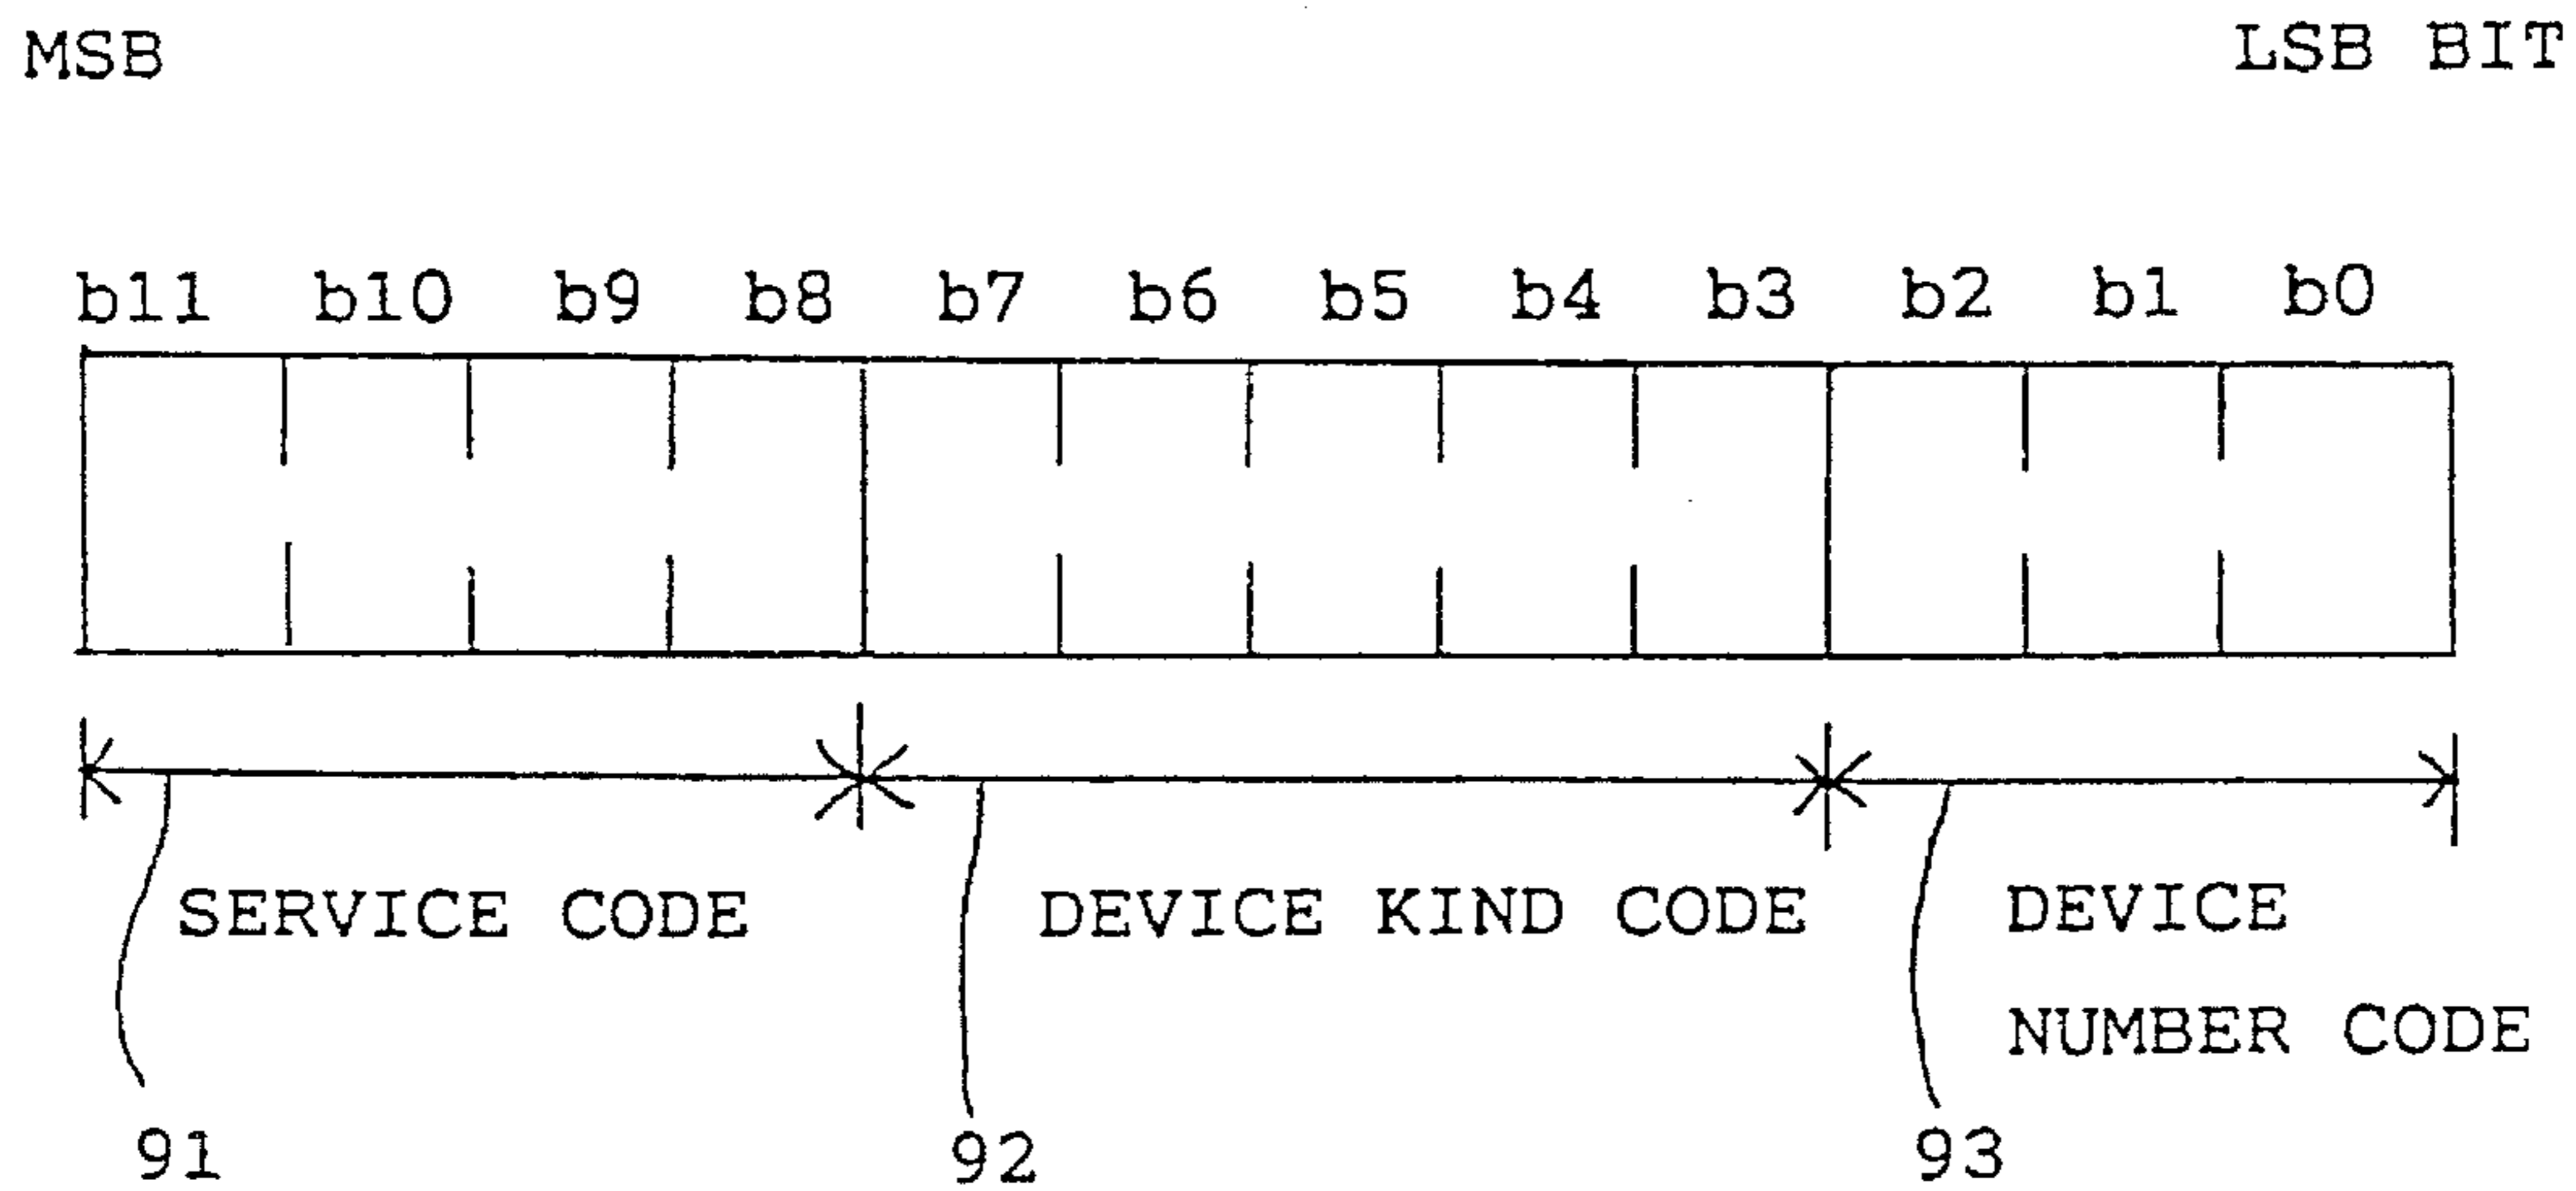 MSB LSB BIT
b11 b10 b9 b8 b7 b6 b5 b4 b3 b2 b1 b0
SERVICE CODE DEVICE KIND CODE DEVICE
NUMBER CODE
91 92 93